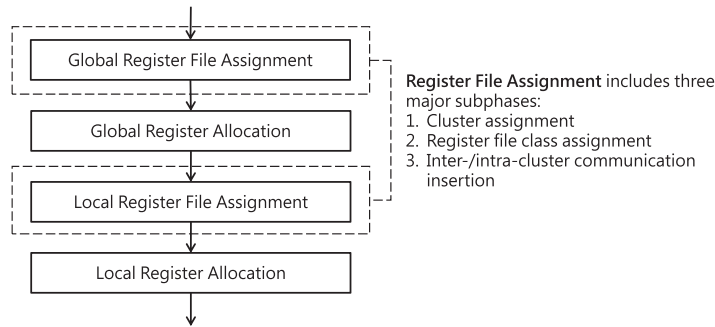 Global Register File Assignment
Global Register Allocation
Local Register File Assignment
Local Register Allocation
Register File Assignment includes three
major subphases:
1. Cluster assignment
2. Register file class assignment
3. Inter-/intra-cluster communication
insertion